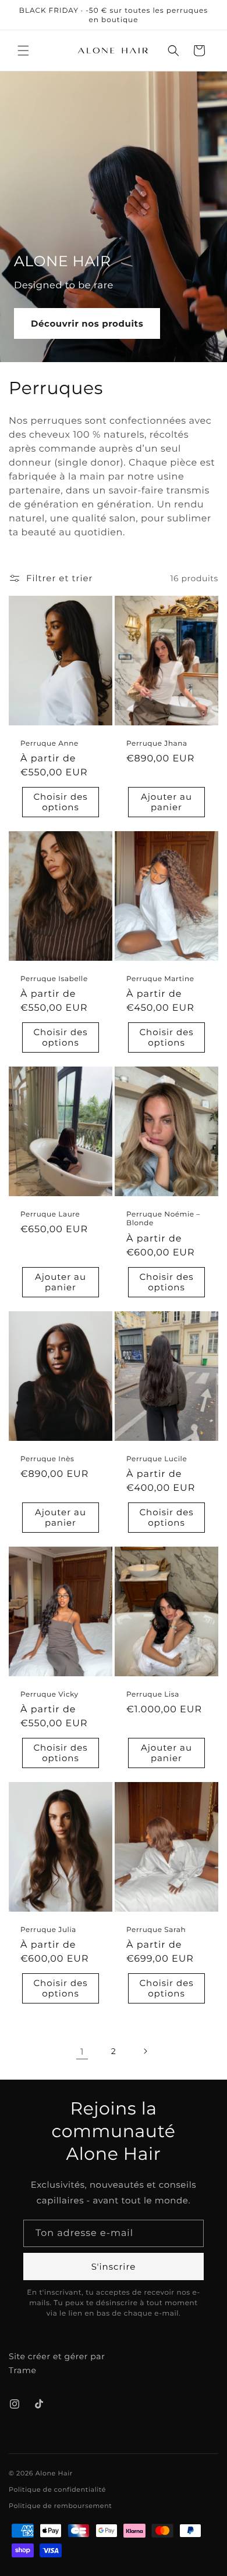 BLACK FRIDAY - -50 € sur toutes les perruques
en boutique
ALONE HAIR
ALONE HAIR
Designed to be rare
Découvrir nos produits
Perruques
Nos perruques sont confectionnées avec
des cheveux 100 % naturels, récoltés
après commande auprès d’un seul
donneur (single donor). Chaque pièce est
fabriquée à la main par notre usine
partenaire, dans un savoir-faire transmis
de génération en génération. Un rendu
naturel, une qualité salon, pour sublimer
ta beauté au quotidien.
Filtrer et trier
16 produits
Perruque Anne
À partir de
€550,00 EUR
Choisir des
options
Perruque Jhana
€890,00 EUR
Ajouter au
panier
Perruque Isabelle
À partir de
€550,00 EUR
Choisir des
options
Perruque Martine
À partir de
€450,00 EUR
Choisir des
options
Perruque Laure
€650,00 EUR
Ajouter au
panier
Perruque Noémie –
Blonde
À partir de
€600,00 EUR
Choisir des
options
Perruque Inès
€890,00 EUR
Ajouter au
panier
Perruque Lucile
À partir de
€400,00 EUR
Choisir des
options
Perruque Vicky
À partir de
€550,00 EUR
Choisir des
options
Perruque Lisa
€1.000,00 EUR
Ajouter au
panier
Perruque Julia
À partir de
€600,00 EUR
Choisir des
options
Perruque Sarah
À partir de
€699,00 EUR
Choisir des
options
1 2
Rejoins la
communauté
Alone Hair
Exclusivités, nouveautés et conseils
capillaires - avant tout le monde.
Ton adresse e-mail
S'inscrire
En t'inscrivant, tu acceptes de recevoir nos e-
mails. Tu peux te désinscrire à tout moment
via le lien en bas de chaque e-mail.
Site créer et gérer par
Trame
© 2026 Alone Hair
Politique de confidentialité
Politique de remboursement
Pay
G Pay
Klarna
shop
VISA